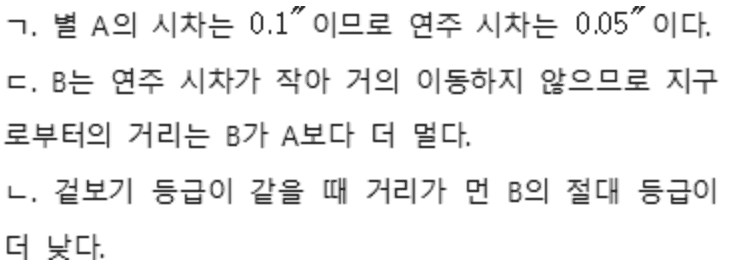 ㄱ. 별 A의 시차는 0.1″이므로 연주 시차는 0.05″이다.
ㄷ. B는 연주 시차가 작아 거의 이동하지 않으므로 지구
로부터의 거리는 B가 A보다 더 멀다.
ㄴ. 겉보기 등급이 같을 때 거리가 먼 B의 절대 등급이
더 낮다.